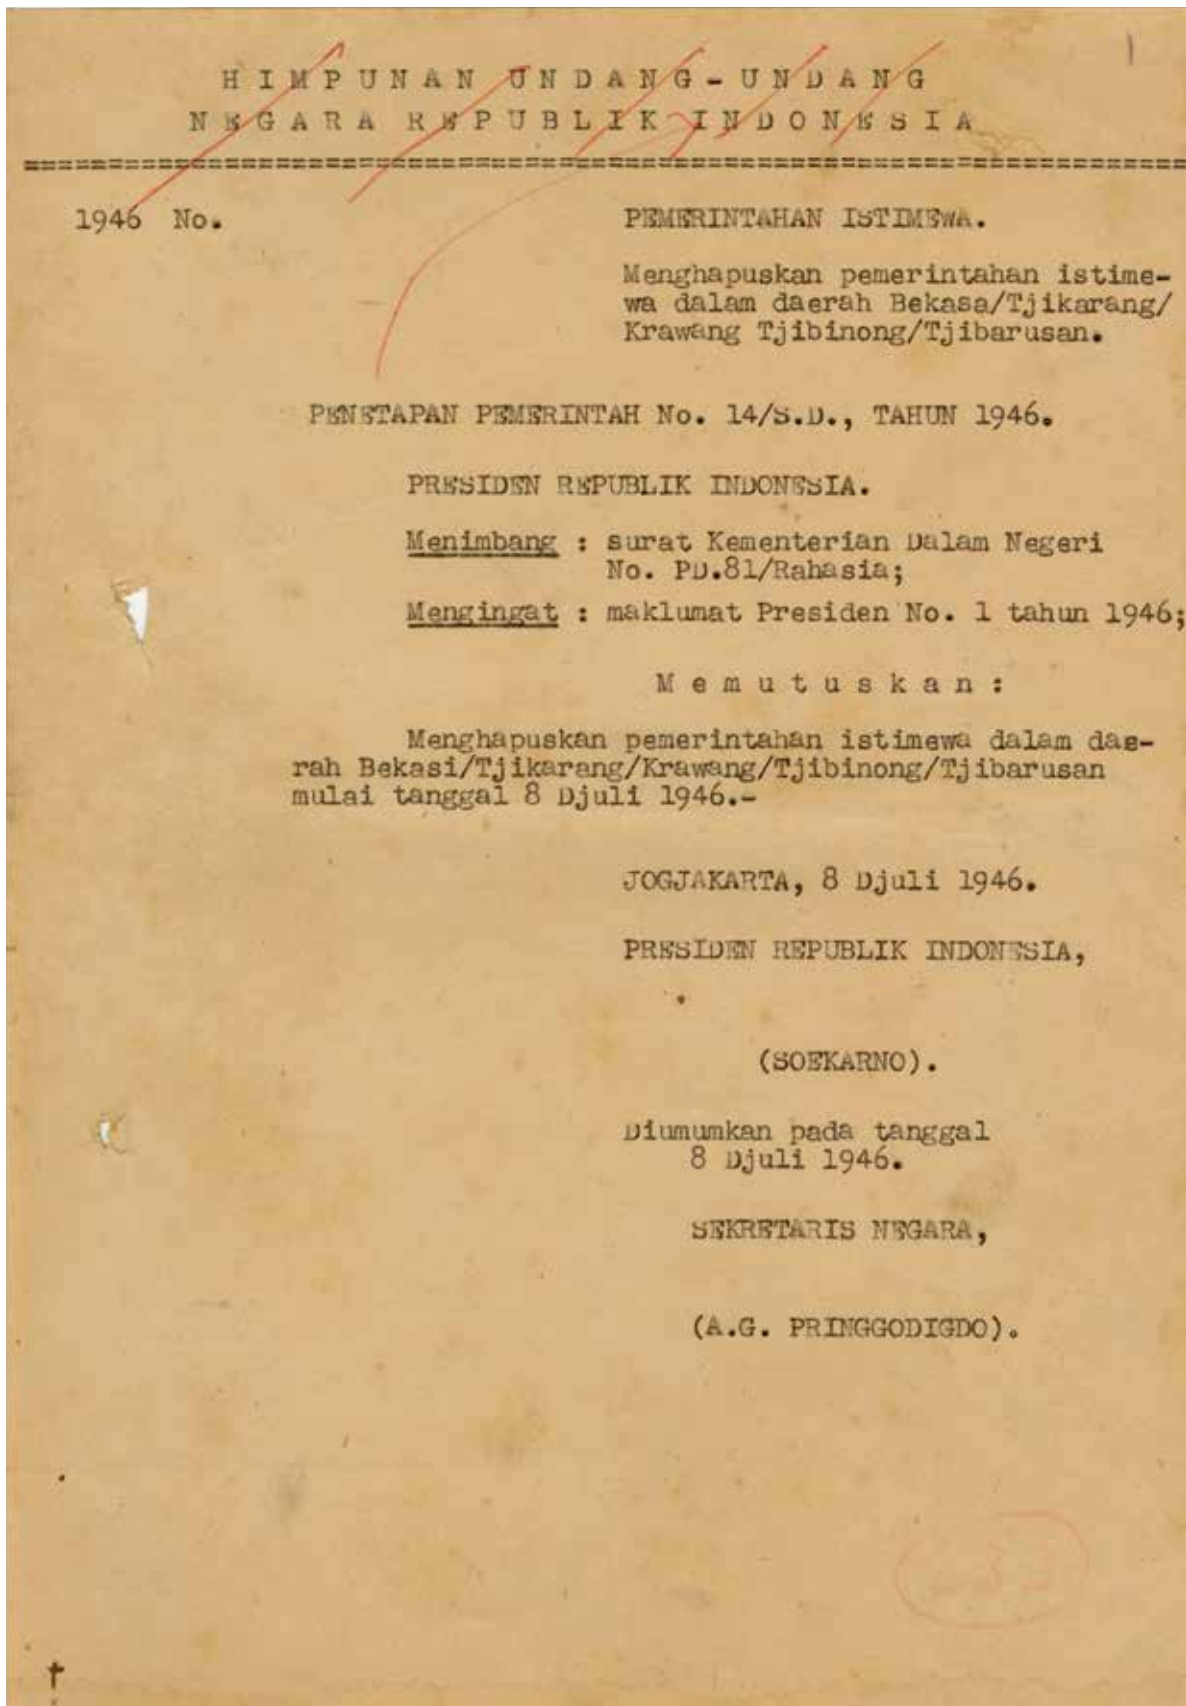 HIMPUNAN UNDANG-UNDANG
NEGARA REPUBLIK INDONESIA
1946 No.
PEMERINTAHAN ISTIMEWA.
Menghapuskan pemerintahan istime-
wa dalam daerah Bekasa/Tjikarang/
Krawang Tjibinong/Tjibarusan.
PENETAPAN PEMERINTAH No. 14/S.D., TAHUN 1946.
PRESIDEN REPUBLIK INDONESIA.
Menimbang : surat Kementerian Dalam Negeri
No. PD.81/Rahasia;
Mengingat : maklumat Presiden No. 1 tahun 1946;
Memutuskan:
Menghapuskan pemerintahan istimewa dalam dae-
rah Bekasi/Tjikarang/Krawang/Tjibinong/Tjibarusan
mulai tanggal 8 Djuli 1946.-
JOGJAKARTA, 8 Djuli 1946.
PRESIDEN REPUBLIK INDONESIA,
(SOEKARNO).
Diumumkan pada tanggal
8 Djuli 1946.
SEKRETARIS NEGARA,
(A.G. PRINGGODIGDO).